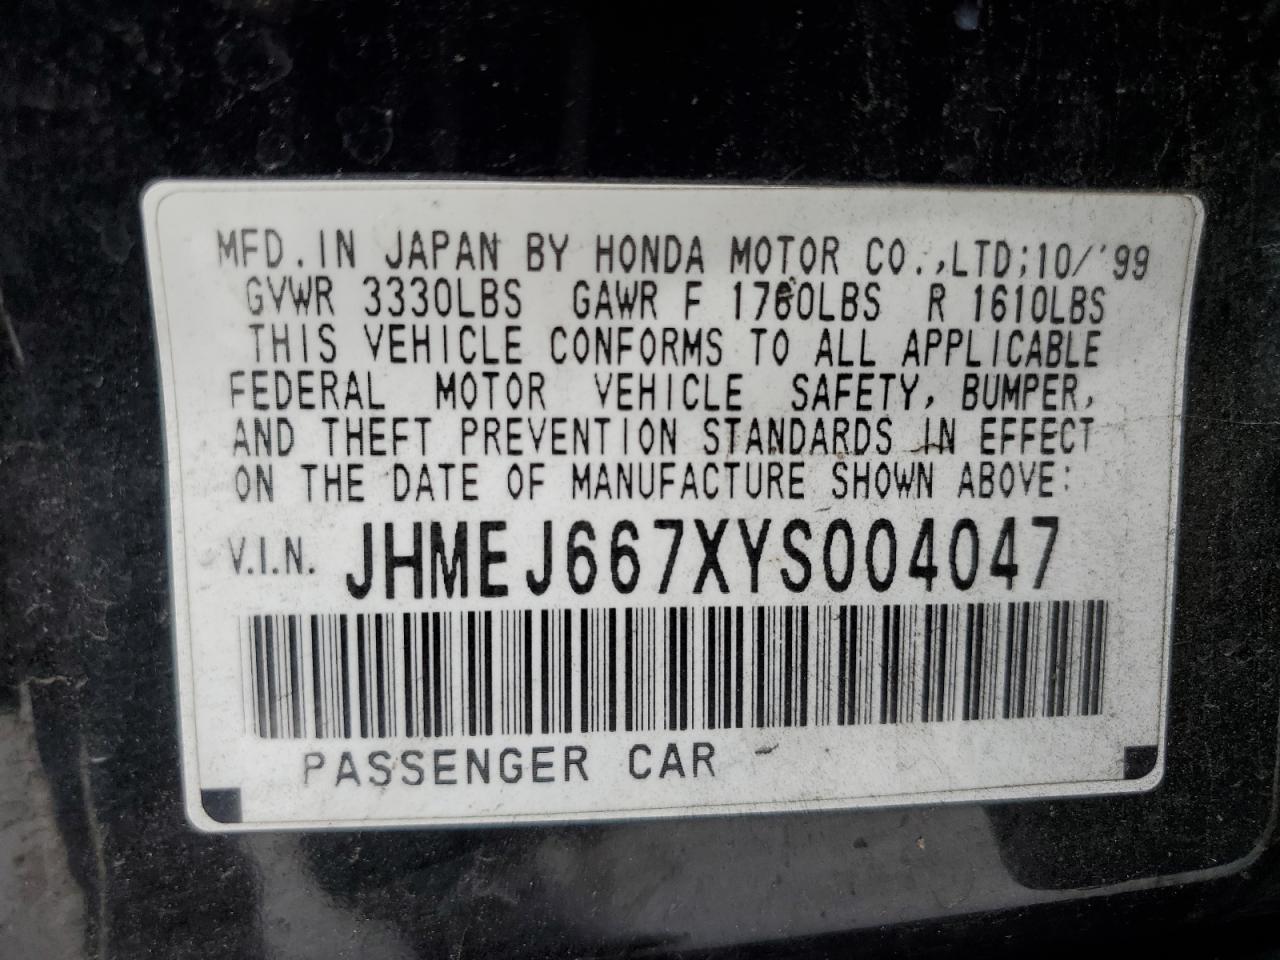 MFD. IN JAPAN BY HONDA MOTOR CO.,LTD;10/'99
GVWR 3330LBS GAWR F 1760LBS R 1610LBS
THIS VEHICLE CONFORMS TO ALL APPLICABLE
FEDERAL MOTOR VEHICLE SAFETY, BUMPER,
AND THEFT PREVENTION STANDARDS IN EFFECT
ON THE DATE OF MANUFACTURE SHOWN ABOVE:
V.I.N. JHMEJ667XYS004047
PASSENGER CAR